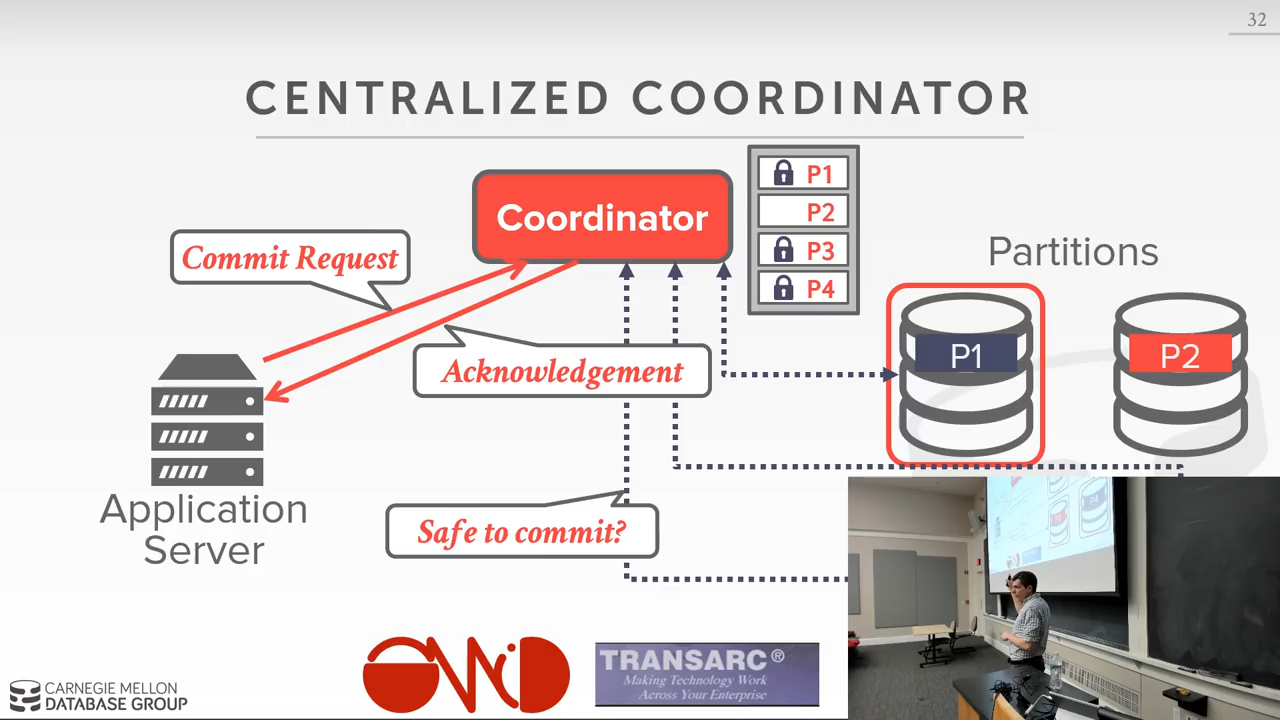 32
CENTRALIZED COORDINATOR
Coordinator
P1
P2
P3
P4
Commit Request
Partitions
Acknowledgement
P1
P2
Application
Server
Safe to commit?
TRANSARC®
Making Technology Work
Across Your Enterprise
CARNEGIE MELLON
DATABASE GROUP